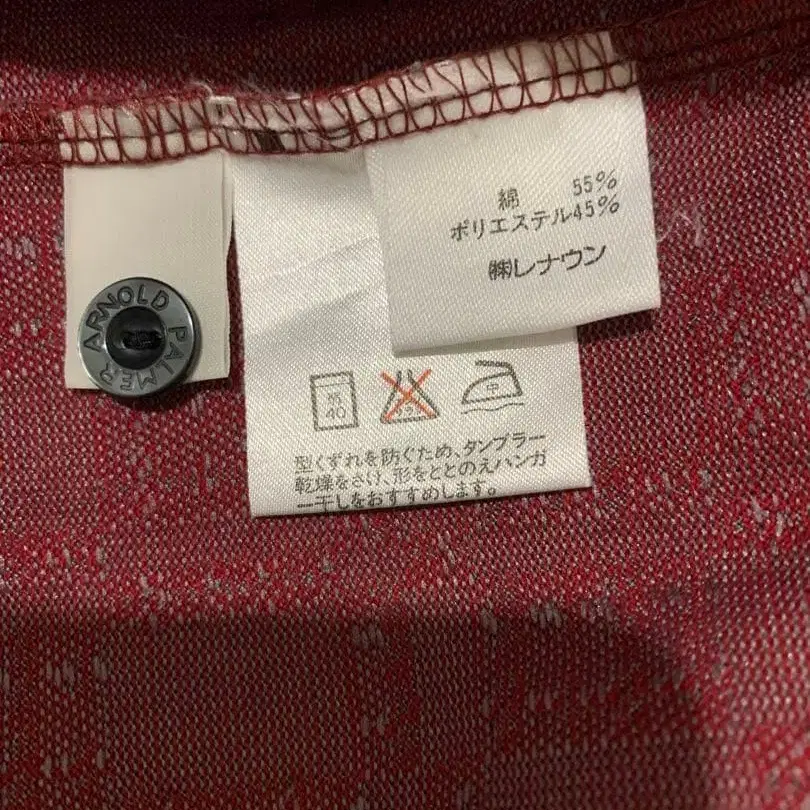 ARNOLD PALMER
綿 55%
ポリエステル45%
㈱レナウン
40
中
型くずれを防ぐため、タンブラー
乾燥をさけ、形をととのえハンガ
ー干しをおすすめします。